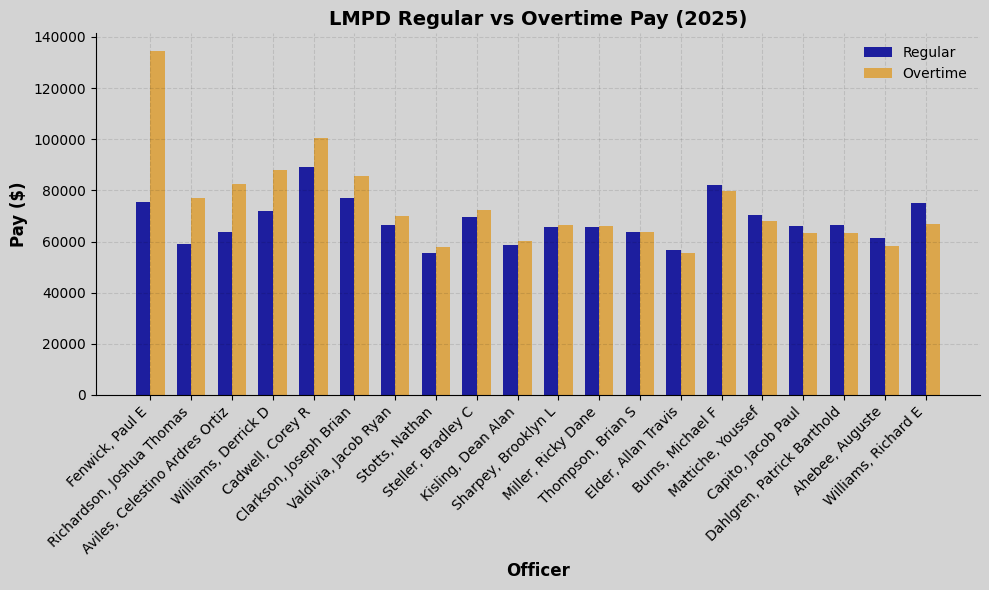 LMPD Regular vs Overtime Pay (2025)
Regular
Overtime
Pay ($)
140000
120000
100000
80000
60000
40000
20000
0
Fenwick, Paul E
Richardson, Joshua Thomas
Aviles, Celestino Ardres Ortiz
Williams, Derrick D
Cadwell, Corey R
Clarkson, Joseph Brian
Valdivia, Jacob Ryan
Stotts, Nathan
Steller, Bradley C
Kisling, Dean Alan
Sharpey, Brooklyn L
Miller, Ricky Dane
Thompson, Brian S
Elder, Allan Travis
Burns, Michael F
Mattiche, Youssef
Capito, Jacob Paul
Dahlgren, Patrick Barthold
Ahebee, Auguste
Williams, Richard E
Officer